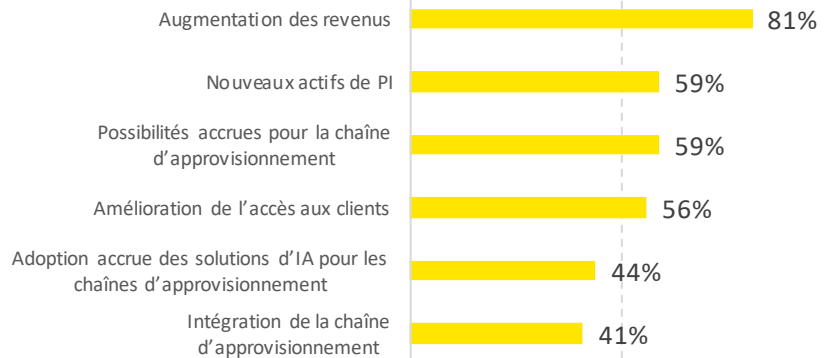 Augmentation des revenus
81%
Nouveaux actifs de PI
59%
Possibilités accrues pour la chaîne
d'approvisionnement
59%
Amélioration de l'accès aux clients
56%
Adoption accrue des solutions d'IA pour les
chaînes d'approvisionnement
44%
Intégration de la chaîne
d'approvisionnement
41%